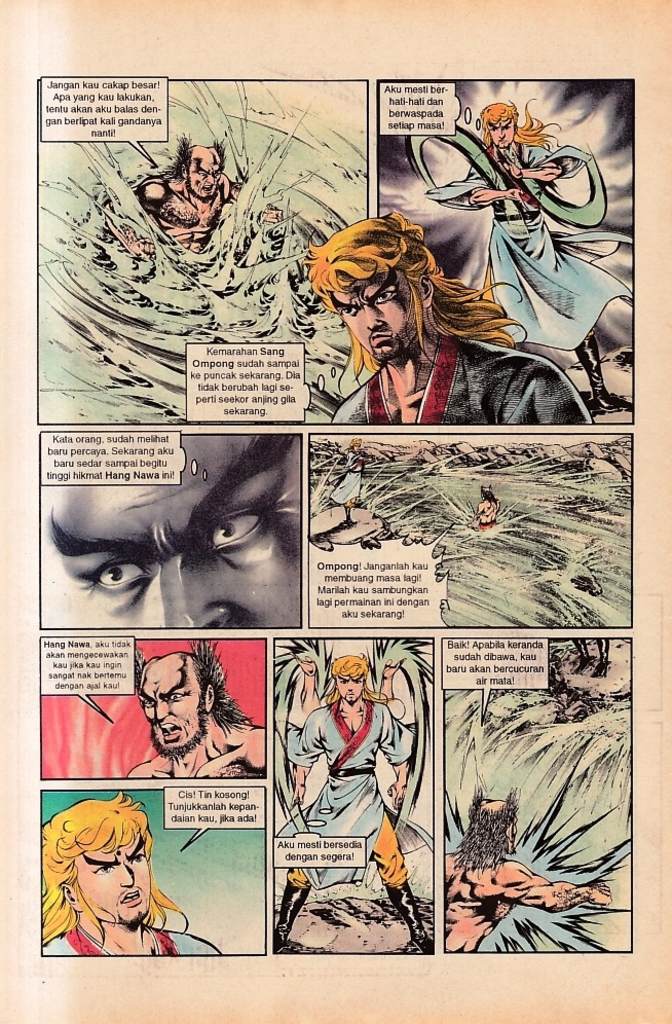 Jangan kau cakap besar!
Apa yang kau lakukan,
tentu akan aku balas den-
gan berlipat kali gandanya
nanti!
Aku mesti ber-
hati-hati dan
berwaspada
setiap masa!
Kemarahan Sang
Ompong sudah sampai
ke puncak sekarang. Dia
tidak berubah lagi se-
perti seekor anjing gila
sekarang.
Kata orang, sudah melihat
baru percaya. Sekarang aku
baru sedar sampai begitu
tinggi hikmat Hang Nawa ini!
Ompong! Janganlah kau
membuang masa lagi!
Marilah kau sambungkan
lagi permainan ini dengan
aku sekarang!
Hang Nawa, aku tidak
akan mengecewakan
kau jika kau ingin
sangat nak bertemu
dengan ajal kau!
Cis! Tin kosong!
Tunjukkanlah kepan-
daian kau, jika ada!
Aku mesti bersedia
dengan segera!
Baik! Apabila keranda
sudah dibawa, kau
baru akan bercucuran
air mata!